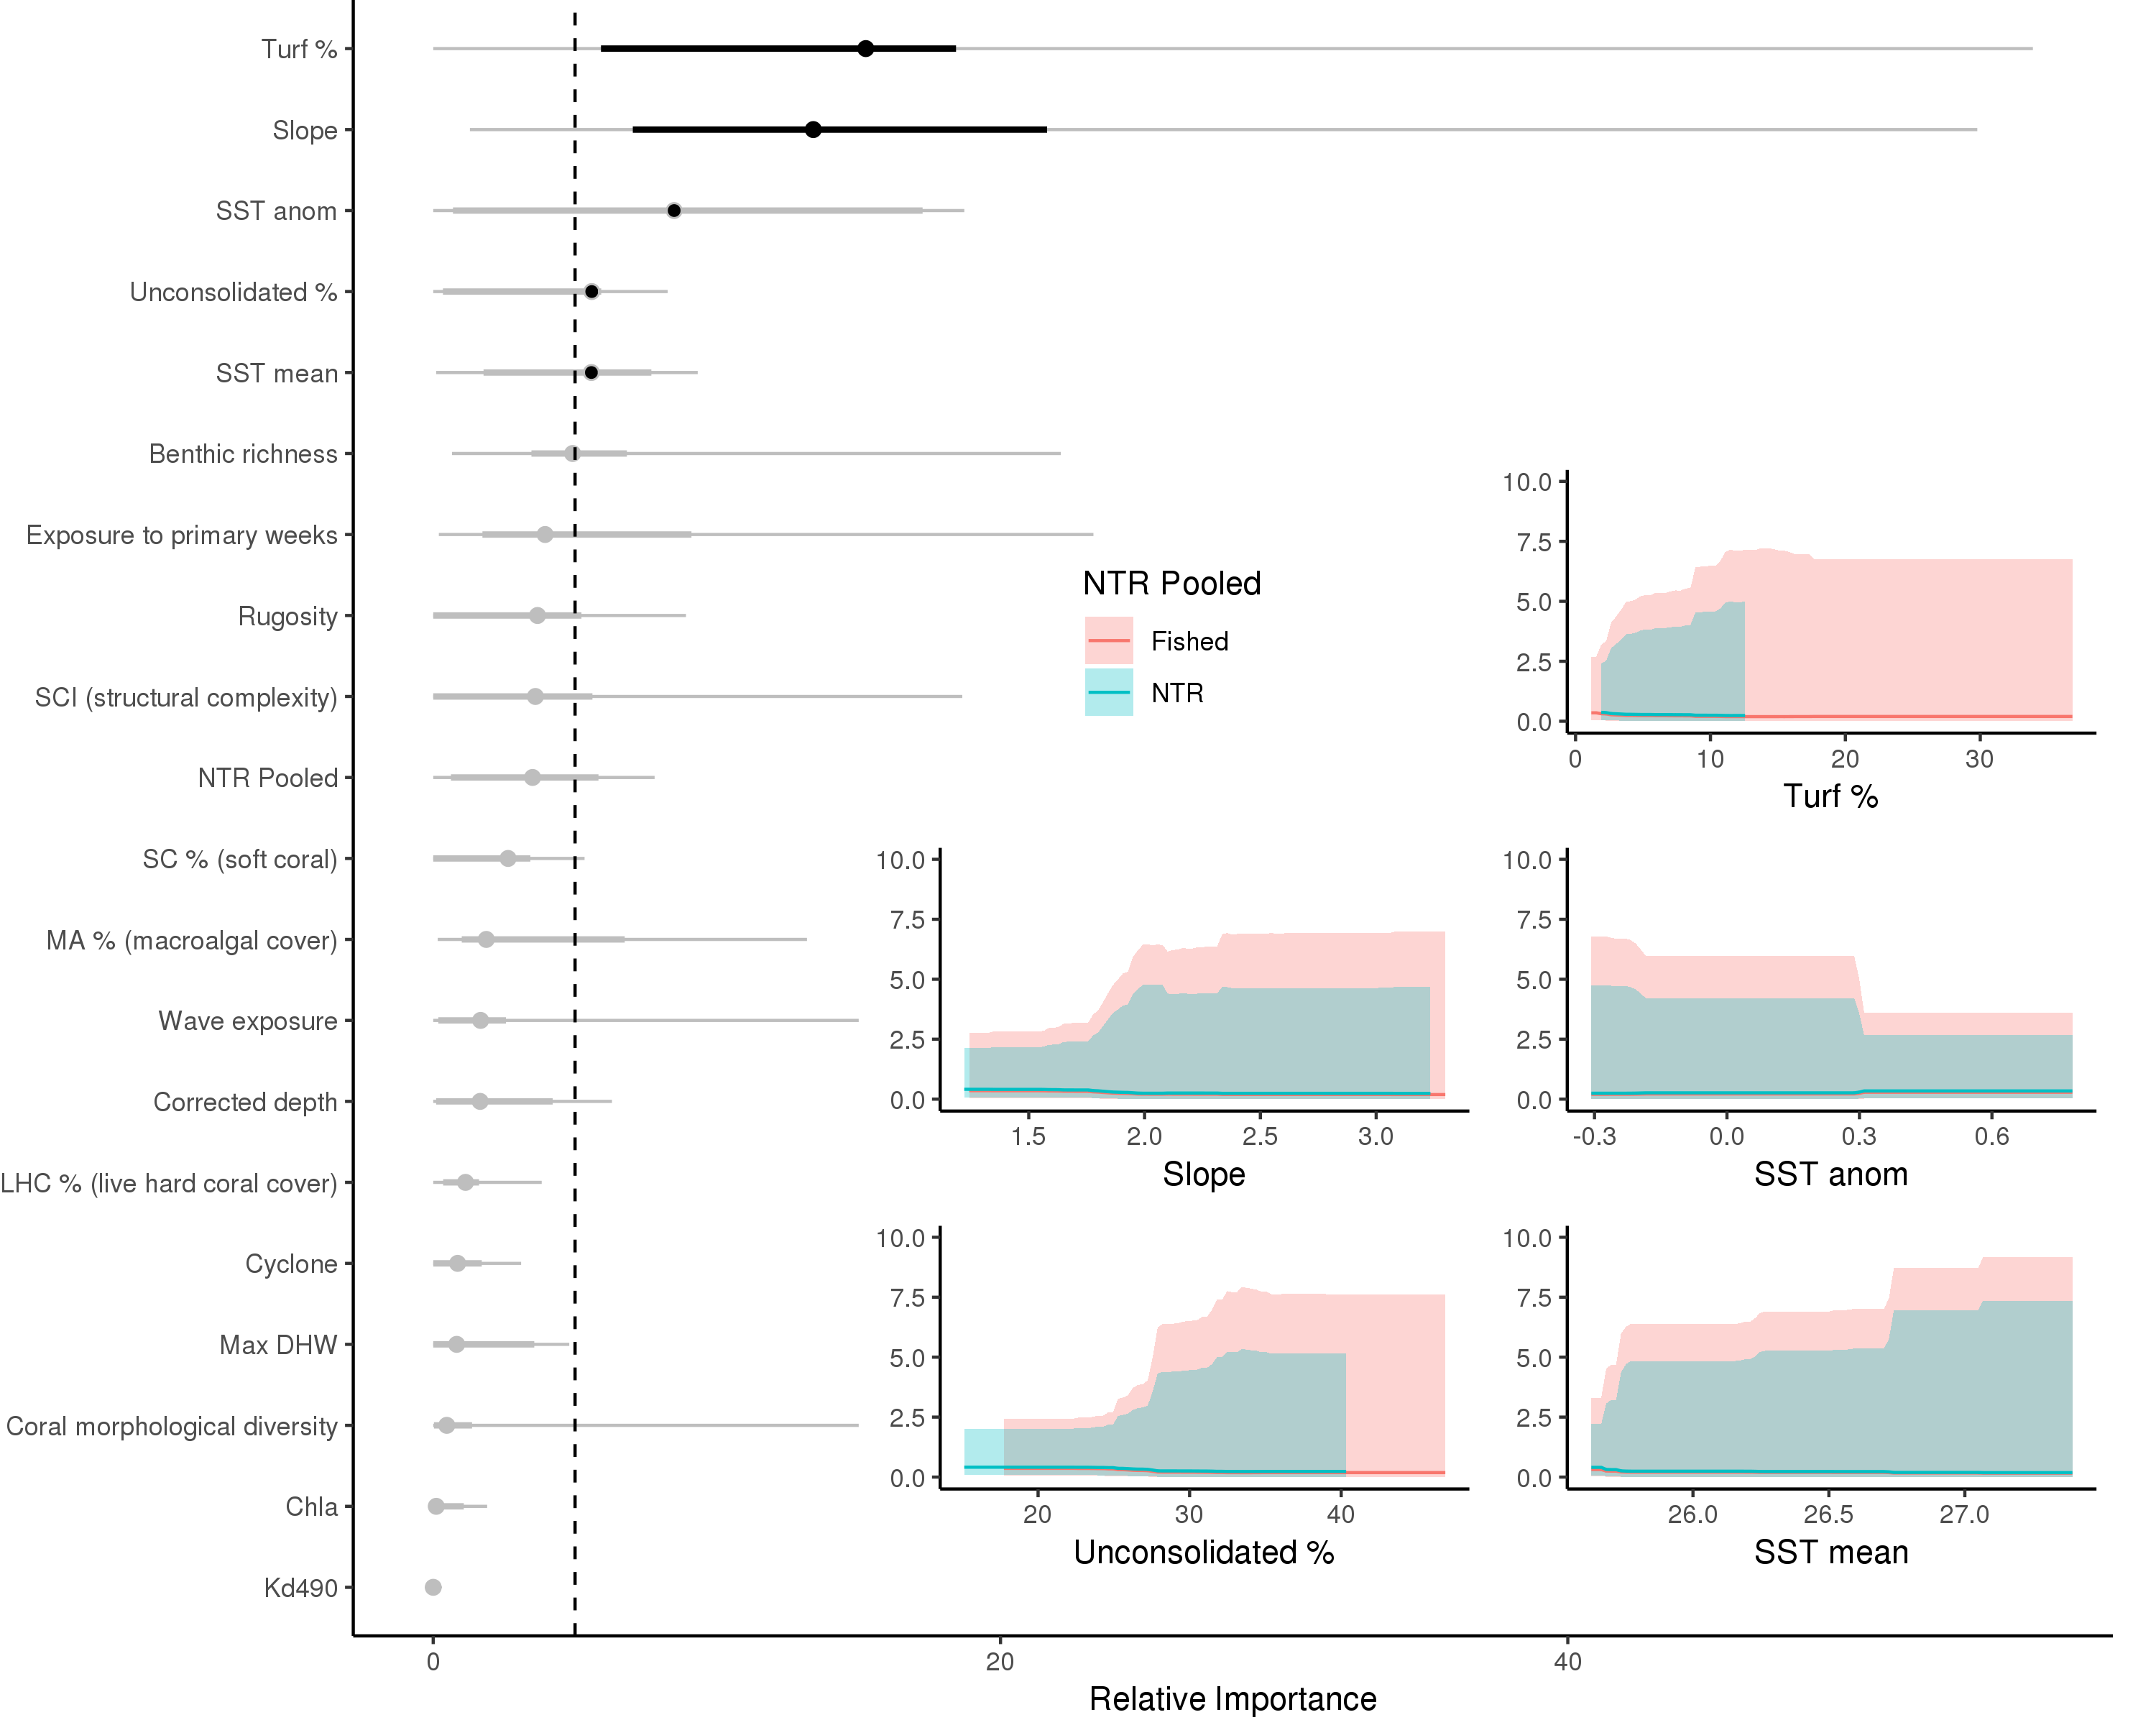 Turf %
Slope
SST anom
Unconsolidated %
SST mean
Benthic richness
Exposure to primary weeks
Rugosity
SCI (structural complexity)
NTR Pooled
SC % (soft coral)
MA % (macroalgal cover)
Wave exposure
Corrected depth
LHC % (live hard coral cover)
Cyclone
Max DHW
Coral morphological diversity
Chla
Kd490
0 20 40
Relative Importance
NTR Pooled
Fished
NTR
10.0
7.5
5.0
2.5
0.0
0 10 20 30
Turf %
10.0
7.5
5.0
2.5
0.0
1.5 2.0 2.5 3.0
Slope
10.0
7.5
5.0
2.5
0.0
-0.3 0.0 0.3 0.6
SST anom
10.0
7.5
5.0
2.5
0.0
20 30 40
Unconsolidated %
10.0
7.5
5.0
2.5
0.0
26.0 26.5 27.0
SST mean